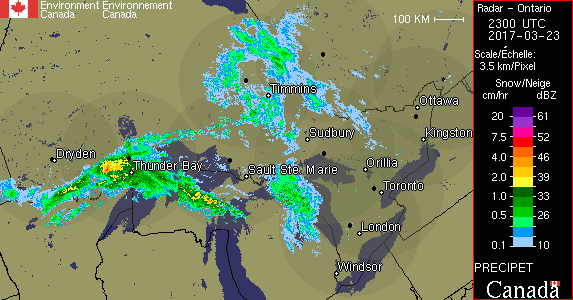 Environment Environnement
Canada Canada
100 KM
Timmins
Ottawa
Sudbury
Kingston
Dryden
Thunder Bay
Sault Ste. Marie
Orillia
Toronto
London
Windsor
Radar - Ontario
2300 UTC
2017-03-23
Scale/Échelle:
3.5 km/Pixel
Snow/Neige
cm/hr dBZ
20 61
7.5 52
4.0 46
2.0 39
1.0 33
0.5 26
0.1 10
PRECIPET
Canada